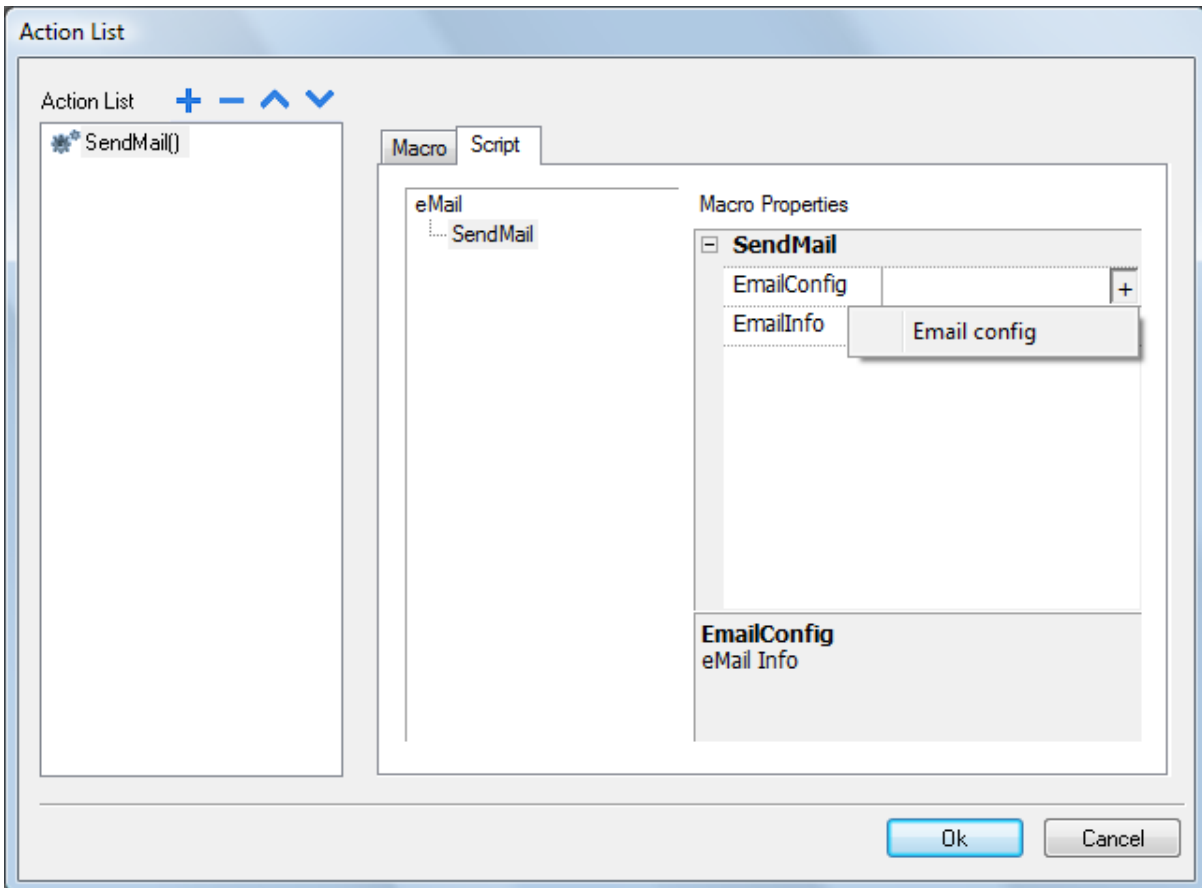 Action List
Action List
SendMail()
Macro
Script
eMail
SendMail
Macro Properties
SendMail
EmailConfig
+
EmailInfo
Email config
EmailConfig
eMail Info
Ok
Cancel